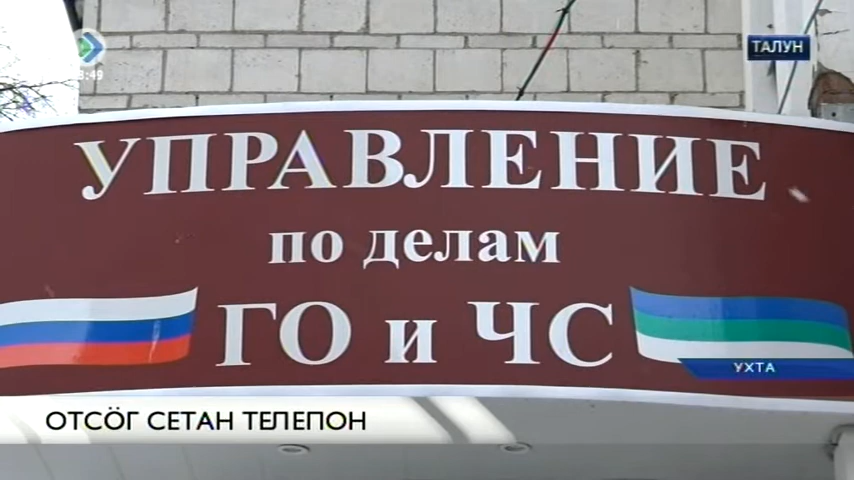 ТАЛУН
УПРАВЛЕНИЕ
по делам
ГО и ЧС
УХТА
ОТСӦГ СЕТАН ТЕЛЕПОН